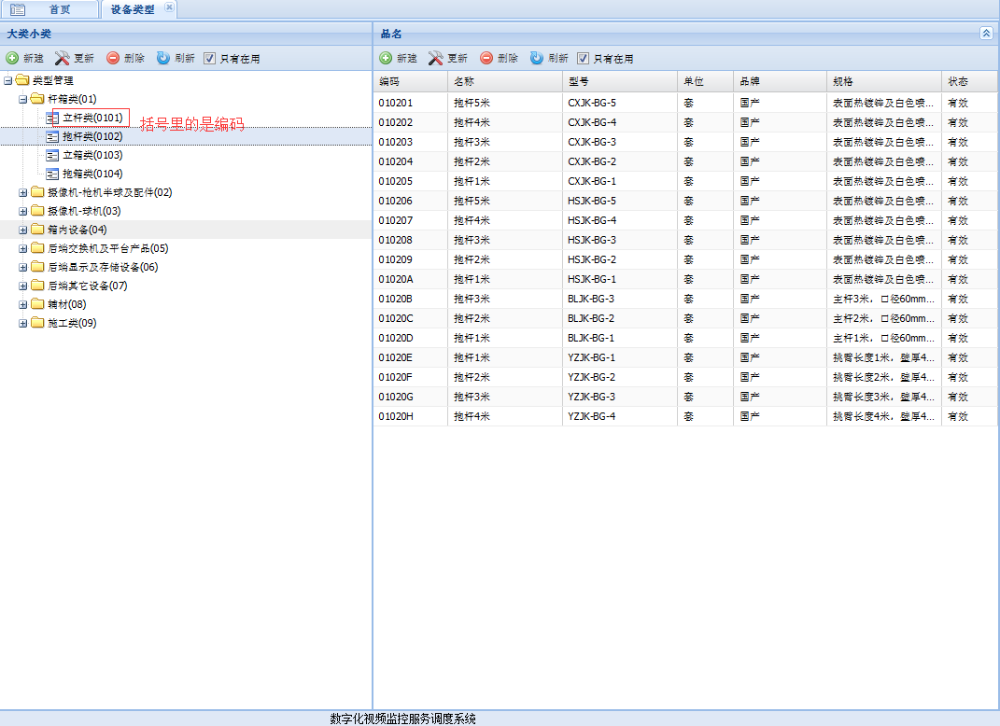 首页 设备类型
大类小类
新建 更新 删除 刷新 只有在用
类型管理
杆箱类(01)
立杆类(0101)
括号里的是编码
抱杆类(0102)
立箱类(0103)
抱箱类(0104)
摄像机-枪机半球及配件(02)
摄像机-球机(03)
箱内设备(04)
后端交换机及平台产品(05)
后端显示及存储设备(06)
后端其它设备(07)
辅材(08)
施工类(09)
品名
新建 更新 删除 刷新 只有在用
编码 名称 型号 单位 品牌 规格 状态
010201 抱杆5米 CXJK-BG-5 套 国产 表面热镀锌及白色喷... 有效
010202 抱杆4米 CXJK-BG-4 套 国产 表面热镀锌及白色喷... 有效
010203 抱杆3米 CXJK-BG-3 套 国产 表面热镀锌及白色喷... 有效
010204 抱杆2米 CXJK-BG-2 套 国产 表面热镀锌及白色喷... 有效
010205 抱杆1米 CXJK-BG-1 套 国产 表面热镀锌及白色喷... 有效
010206 抱杆5米 HSJK-BG-5 套 国产 表面热镀锌及白色喷... 有效
010207 抱杆4米 HSJK-BG-4 套 国产 表面热镀锌及白色喷... 有效
010208 抱杆3米 HSJK-BG-3 套 国产 表面热镀锌及白色喷... 有效
010209 抱杆2米 HSJK-BG-2 套 国产 表面热镀锌及白色喷... 有效
01020A 抱杆1米 HSJK-BG-1 套 国产 表面热镀锌及白色喷... 有效
01020B 抱杆3米 BLJK-BG-3 套 国产 主杆3米，口径60mm... 有效
01020C 抱杆2米 BLJK-BG-2 套 国产 主杆2米，口径60mm... 有效
01020D 抱杆1米 BLJK-BG-1 套 国产 主杆1米，口径60mm... 有效
01020E 抱杆1米 YZJK-BG-1 套 国产 挑臂长度1米，壁厚4... 有效
01020F 抱杆2米 YZJK-BG-2 套 国产 挑臂长度2米，壁厚4... 有效
01020G 抱杆3米 YZJK-BG-3 套 国产 挑臂长度3米，壁厚4... 有效
01020H 抱杆4米 YZJK-BG-4 套 国产 挑臂长度4米，壁厚4... 有效
数字化视频监控服务调度系统